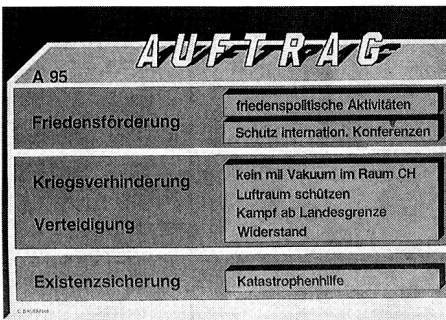 AUFTRAG
A 95
Friedensförderung
friedenspolitische Aktivitäten
Schutz internation. Konferenzen
Kriegsverhinderung
Verteidigung
kein mil Vakuum im Raum CH
Luftraum schützen
Kampf ab Landesgrenze
Widerstand
Existenzsicherung
Katastrophenhilfe